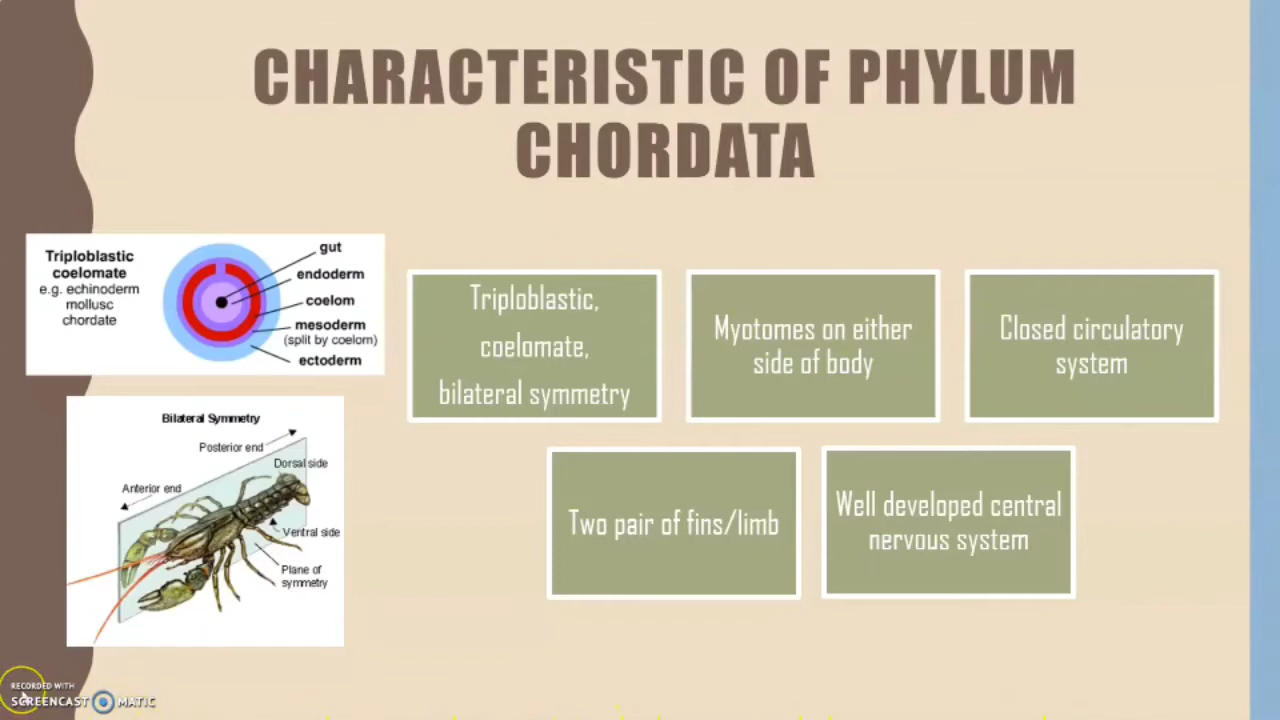 CHARACTERISTIC OF PHYLUM
CHORDATA
Triploblastic
coelomate
e.g. echinoderm
mollusc
chordate
gut
endoderm
coelom
mesoderm
(split by coelom)
ectoderm
Triploblastic,
coelomate,
bilateral symmetry
Myotomes on either
side of body
Closed circulatory
system
Bilateral Symmetry
Posterior end
Dorsal side
Anterior end
Ventral side
Plane of
symmetry
Two pair of fins/limb
Well developed central
nervous system
RECORDED WITH
SCREENCAST MATIC